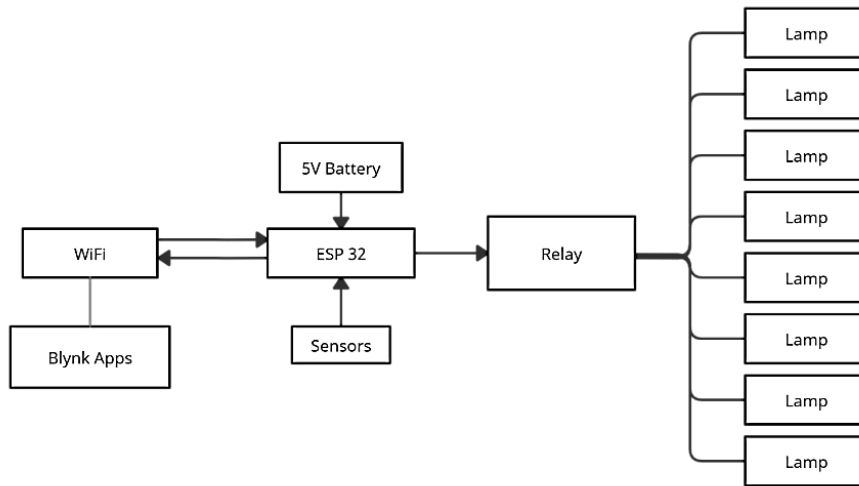 Lamp
Lamp
Lamp
5V Battery
Lamp
WiFi
ESP 32
Relay
Lamp
Sensors
Lamp
Blynk Apps
Lamp
Lamp